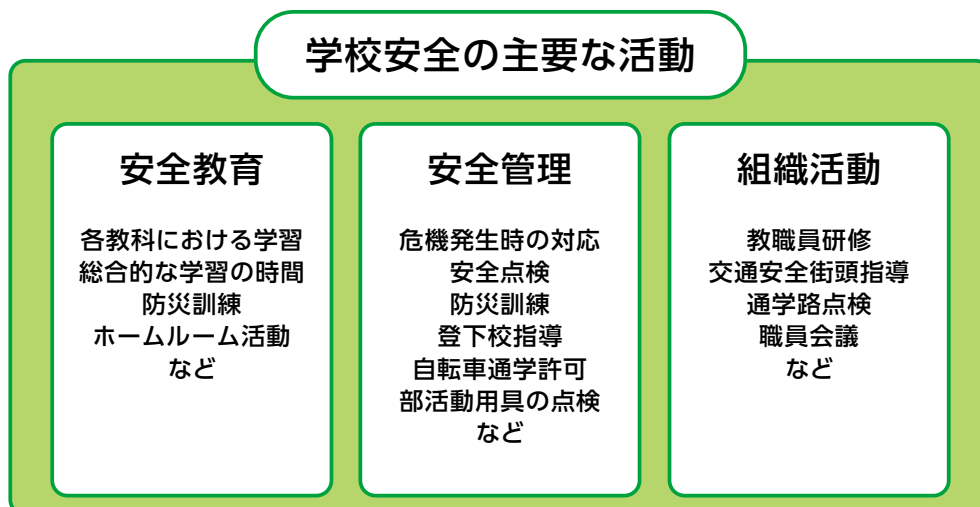 学校安全の主要な活動
安全教育
各教科における学習
総合的な学習の時間
防災訓練
ホームルーム活動
など
安全管理
危機発生時の対応
安全点検
防災訓練
登下校指導
自転車通学許可
部活動用具の点検
など
組織活動
教職員研修
交通安全街頭指導
通学路点検
職員会議
など